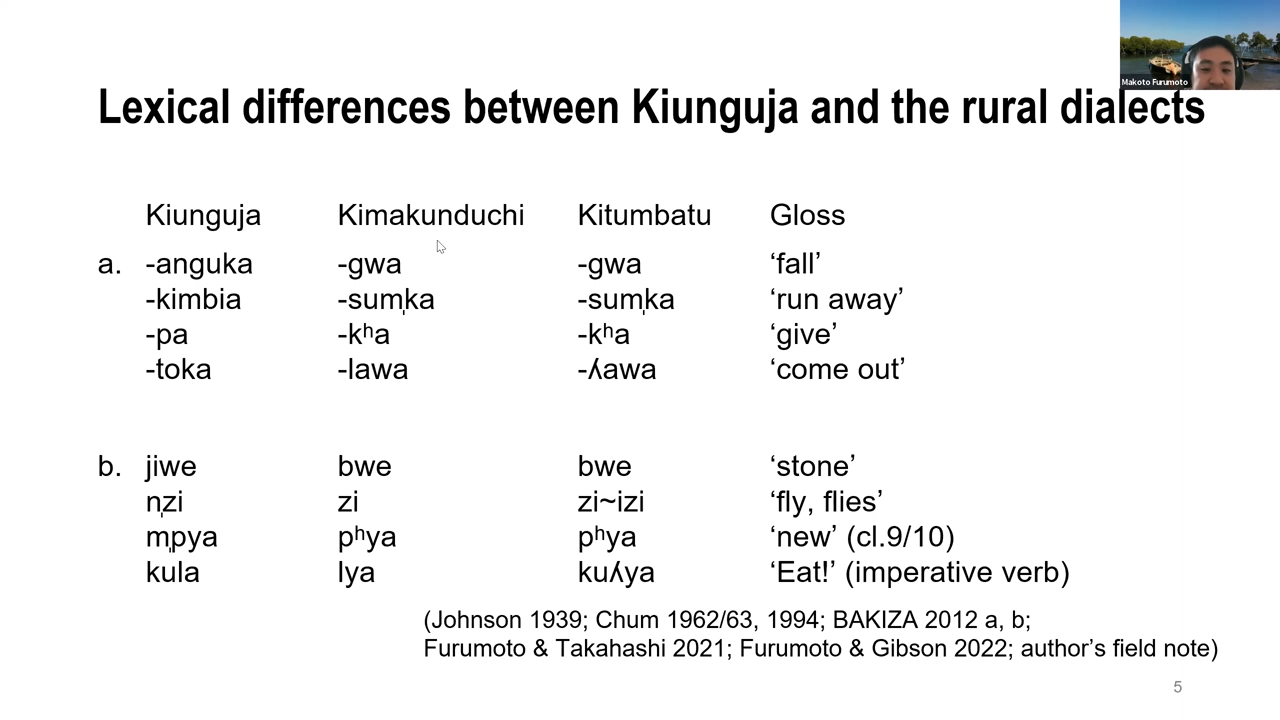 Makoto Furumoto
Lexical differences between Kiunguja and the rural dialects
Kiunguja Kimakunduchi Kitumbatu Gloss
a. -anguka -gwa -gwa ‘fall’
-kimbia -sum̩ka -sum̩ka ‘run away’
-pa -kʰa -kʰa ‘give’
-toka -lawa -ʎawa ‘come out’
b. jiwe bwe bwe ‘stone’
n̩zi zi zi~izi ‘fly, flies’
m̩pya pʰya pʰya ‘new’ (cl.9/10)
kula lya kuʎya ‘Eat!’ (imperative verb)
(Johnson 1939; Chum 1962/63, 1994; BAKIZA 2012 a, b;
Furumoto & Takahashi 2021; Furumoto & Gibson 2022; author’s field note)
5